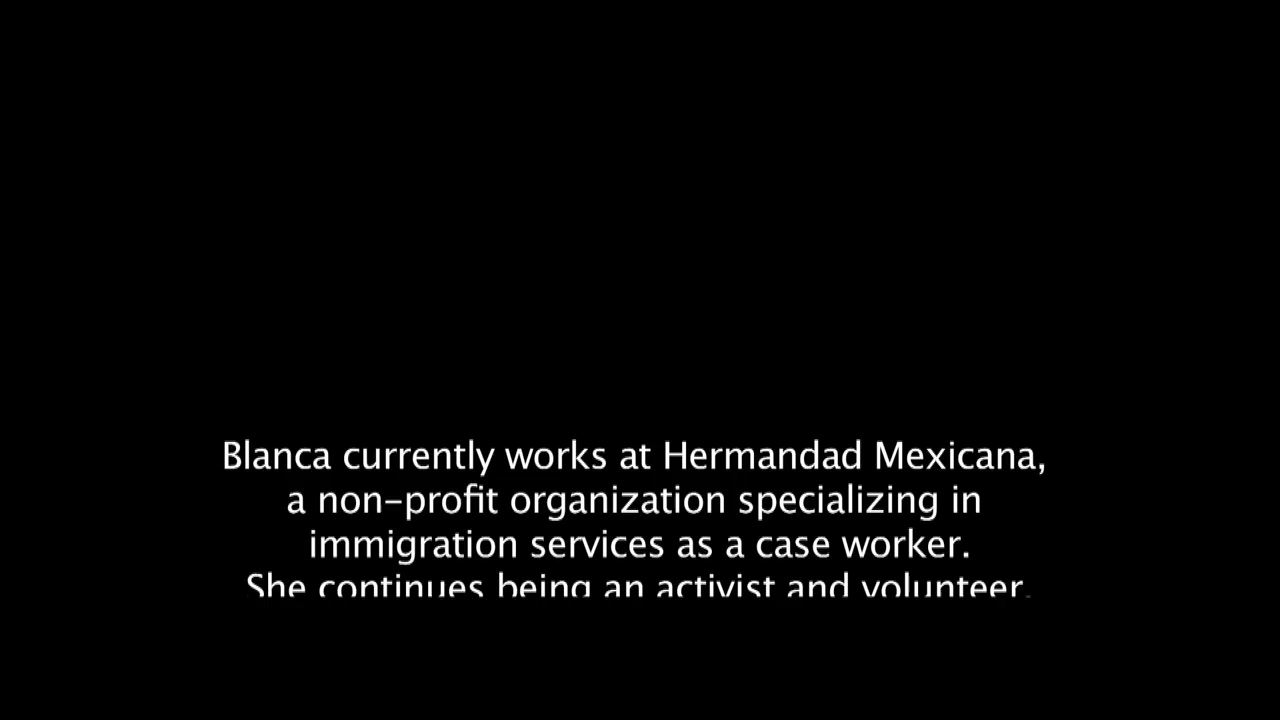 Blanca currently works at Hermandad Mexicana,
a non-profit organization specializing in
immigration services as a case worker.
She continues being an activist and volunteer.